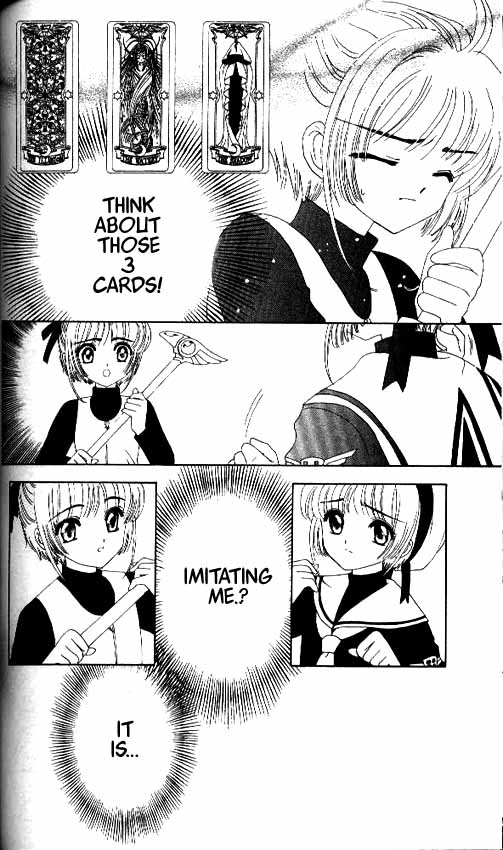 THINK
ABOUT
THOSE
3
CARDS!
IMITATING
ME.?
IT
IS...